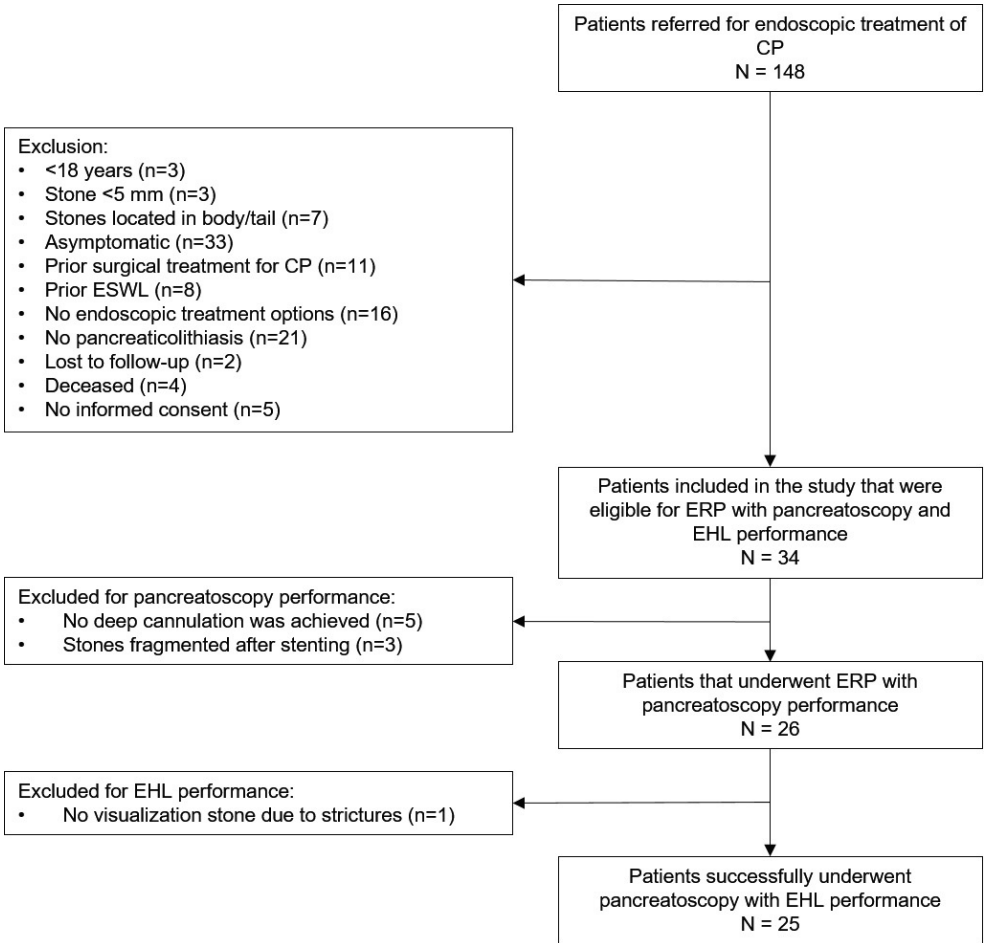 Patients referred for endoscopic treatment of
CP
N = 148
Exclusion:
• <18 years (n=3)
• Stone <5 mm (n=3)
• Stones located in body/tail (n=7)
• Asymptomatic (n=33)
• Prior surgical treatment for CP (n=11)
• Prior ESWL (n=8)
• No endoscopic treatment options (n=16)
• No pancreaticolithiasis (n=21)
• Lost to follow-up (n=2)
• Deceased (n=4)
• No informed consent (n=5)
Patients included in the study that were
eligible for ERP with pancreatoscopy and
EHL performance
N = 34
Excluded for pancreatoscopy performance:
• No deep cannulation was achieved (n=5)
• Stones fragmented after stenting (n=3)
Patients that underwent ERP with
pancreatoscopy performance
N = 26
Excluded for EHL performance:
• No visualization stone due to strictures (n=1)
Patients successfully underwent
pancreatoscopy with EHL performance
N = 25